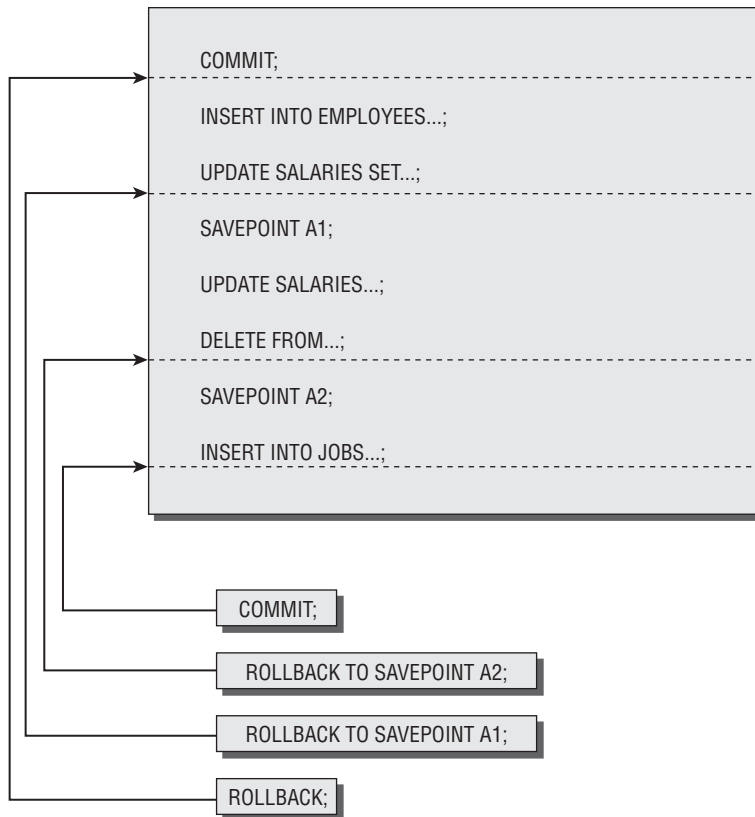 COMMIT;
INSERT INTO EMPLOYEES...;
UPDATE SALARIES SET...;
SAVEPOINT A1;
UPDATE SALARIES...;
DELETE FROM...;
SAVEPOINT A2;
INSERT INTO JOBS...;
COMMIT;
ROLLBACK TO SAVEPOINT A2;
ROLLBACK TO SAVEPOINT A1;
ROLLBACK;